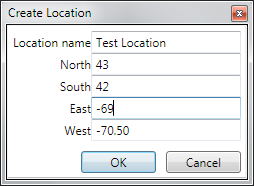 Create Location
Location name Test Location
North 43
South 42
East -69
West -70.50
OK Cancel